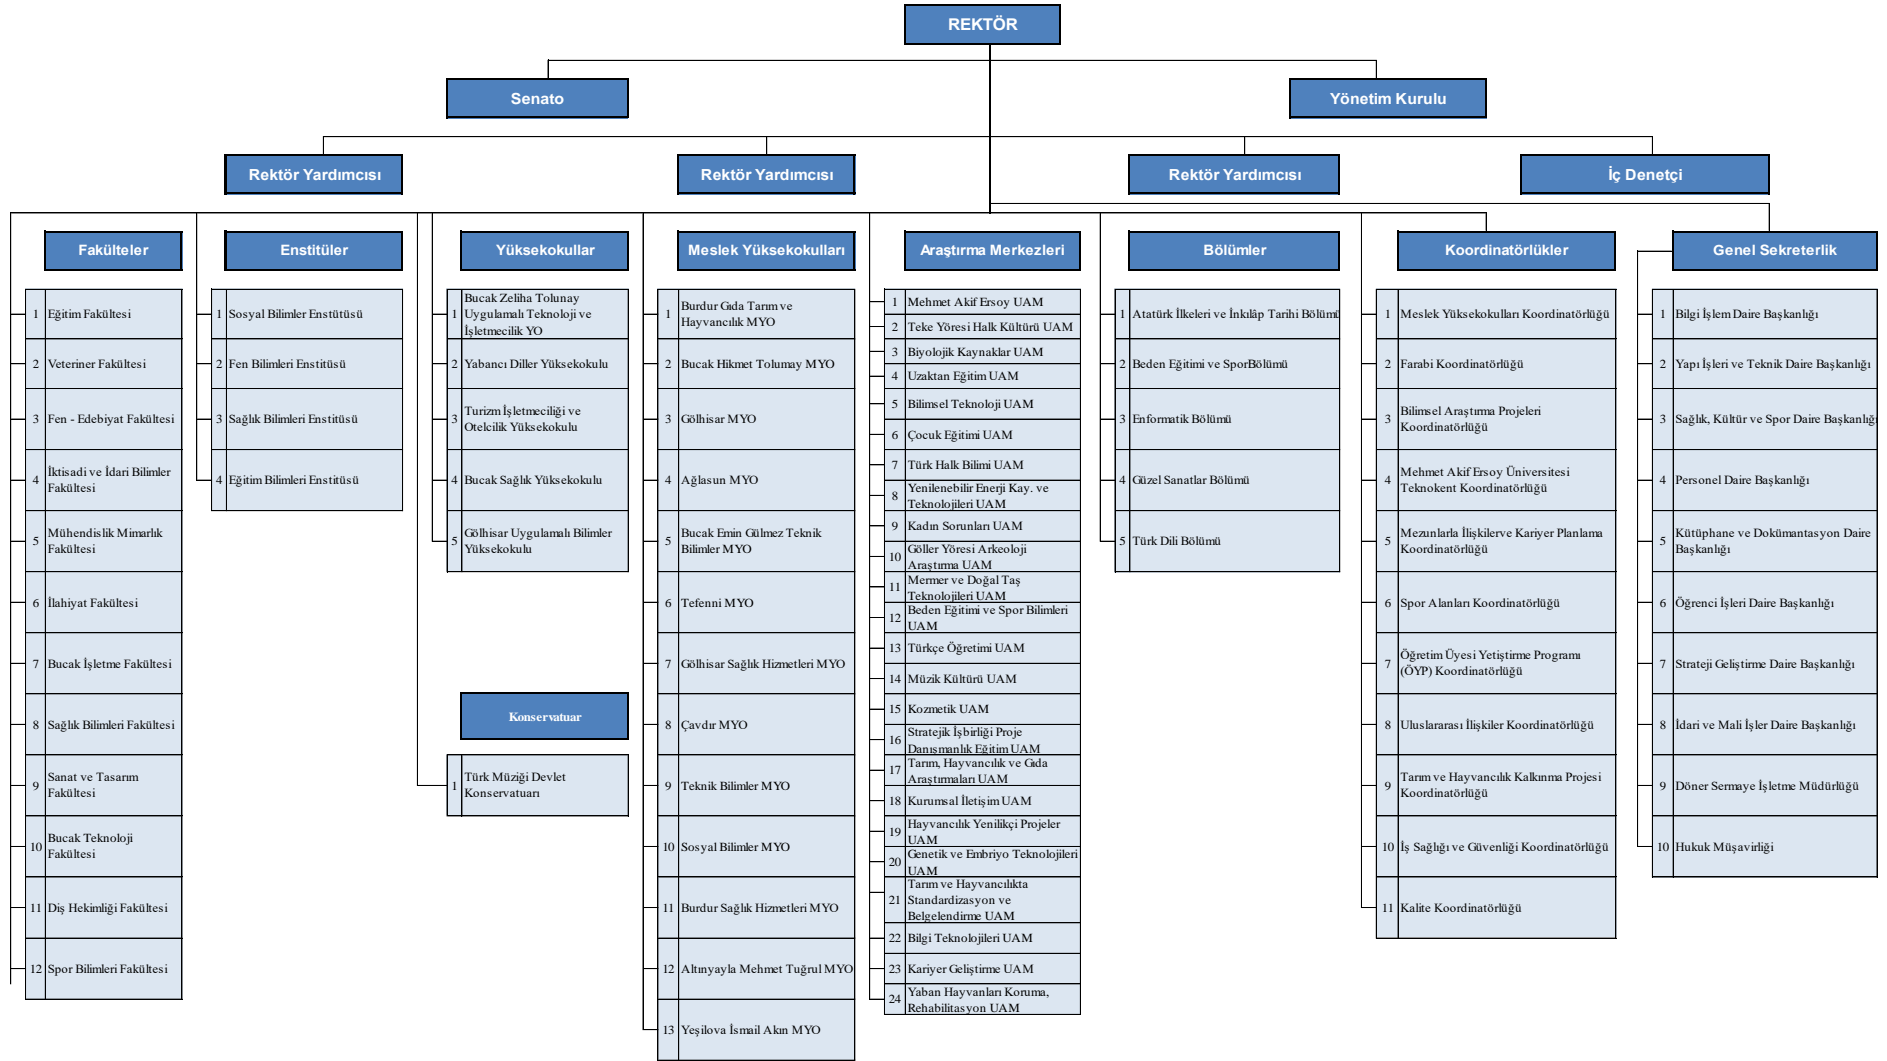 REKTÖR
Senato
Yönetim Kurulu
Rektör Yardımcısı
Rektör Yardımcısı
Rektör Yardımcısı
İç Denetçi
Fakülteler
1 Eğitim Fakültesi
2 Veteriner Fakültesi
3 Fen - Edebiyat Fakültesi
4 İktisadi ve İdari Bilimler
Fakültesi
5 Mühendislik Mimarlık
Fakültesi
6 İlahiyat Fakültesi
7 Bucak İşletme Fakültesi
8 Sağlık Bilimleri Fakültesi
9 Sanat ve Tasarım
Fakültesi
10 Bucak Teknoloji
Fakültesi
11 Diş Hekimliği Fakültesi
12 Spor Bilimleri Fakültesi
Enstitüler
1 Sosyal Bilimler Enstütüsü
2 Fen Bilimleri Enstitüsü
3 Sağlık Bilimleri Enstitüsü
4 Eğitim Bilimleri Enstitüsü
Yüksekokullar
1 Bucak Zeliha Tolunay
Uygulamalı Teknoloji ve
İşletmecilik YO
2 Yabancı Diller Yüksekokulu
3 Turizm İşletmeciliği ve
Otelcilik Yüksekokulu
4 Bucak Sağlık Yüksekokulu
5 Gölhisar Uygulamalı Bilimler
Yüksekokulu
Konservatuar
1 Türk Müziği Devlet
Konservatuarı
Meslek Yüksekokulları
1 Burdur Gıda Tarım ve
Hayvancılık MYO
2 Bucak Hikmet Tolumay MYO
3 Gölhisar MYO
4 Ağlasun MYO
5 Bucak Emin Gülmez Teknik
Bilimler MYO
6 Tefenni MYO
7 Gölhisar Sağlık Hizmetleri MYO
8 Çavdır MYO
9 Teknik Bilimler MYO
10 Sosyal Bilimler MYO
11 Burdur Sağlık Hizmetleri MYO
12 Altınyayla Mehmet Tuğrul MYO
13 Yeşilova İsmail Akın MYO
Araştırma Merkezleri
1 Mehmet Akif Ersoy UAM
2 Teke Yöresi Halk Kültürü UAM
3 Biyolojik Kaynaklar UAM
4 Uzaktan Eğitim UAM
5 Bilimsel Teknoloji UAM
6 Çocuk Eğitimi UAM
7 Türk Halk Bilimi UAM
8 Yenilenebilir Enerji Kay. ve
Teknolojileri UAM
9 Kadın Sorunları UAM
10 Göller Yöresi Arkeoloji
Araştırma UAM
11 Mermer ve Doğal Taş
Teknolojileri UAM
12 Beden Eğitimi ve Spor Bilimleri
UAM
13 Türkçe Öğretimi UAM
14 Müzik Kültürü UAM
15 Kozmetik UAM
16 Stratejik İşbirliği Proje
Danışmanlık Eğitim UAM
17 Tarım, Hayvancılık ve Gıda
Araştırmaları UAM
18 Kurumsal İletişim UAM
19 Hayvancılık Yenilikçi Projeler
UAM
20 Genetik ve Embriyo Teknolojileri
UAM
21 Tarım ve Hayvancılıkta
Standardizasyon ve
Belgelendirme UAM
22 Bilgi Teknolojileri UAM
23 Kariyer Geliştirme UAM
24 Yaban Hayvanları Koruma,
Rehabilitasyon UAM
Bölümler
1 Atatürk İlkeleri ve İnkılâp Tarihi Bölümü
2 Beden Eğitimi ve SporBölümü
3 Enformatik Bölümü
4 Güzel Sanatlar Bölümü
5 Türk Dili Bölümü
Koordinatörlükler
1 Meslek Yüksekokulları Koordinatörlüğü
2 Farabi Koordinatörlüğü
3 Bilimsel Araştırma Projeleri
Koordinatörlüğü
4 Mehmet Akif Ersoy Üniversitesi
Teknokent Koordinatörlüğü
5 Mezunlarla İlişkilerve Kariyer Planlama
Koordinatörlüğü
6 Spor Alanları Koordinatörlüğü
7 Öğretim Üyesi Yetiştirme Programı
(ÖYP) Koordinatörlüğü
8 Uluslararası İlişkiler Koordinatörlüğü
9 Tarım ve Hayvancılık Kalkınma Projesi
Koordinatörlüğü
10 İş Sağlığı ve Güvenliği Koordinatörlüğü
11 Kalite Koordinatörlüğü
Genel Sekreterlik
1 Bilgi İşlem Daire Başkanlığı
2 Yapı İşleri ve Teknik Daire Başkanlığı
3 Sağlık, Kültür ve Spor Daire Başkanlığı
4 Personel Daire Başkanlığı
5 Kütüphane ve Dokümantasyon Daire
Başkanlığı
6 Öğrenci İşleri Daire Başkanlığı
7 Strateji Geliştirme Daire Başkanlığı
8 İdari ve Mali İşler Daire Başkanlığı
9 Döner Sermaye İşletme Müdürlüğü
10 Hukuk Müşavirliği